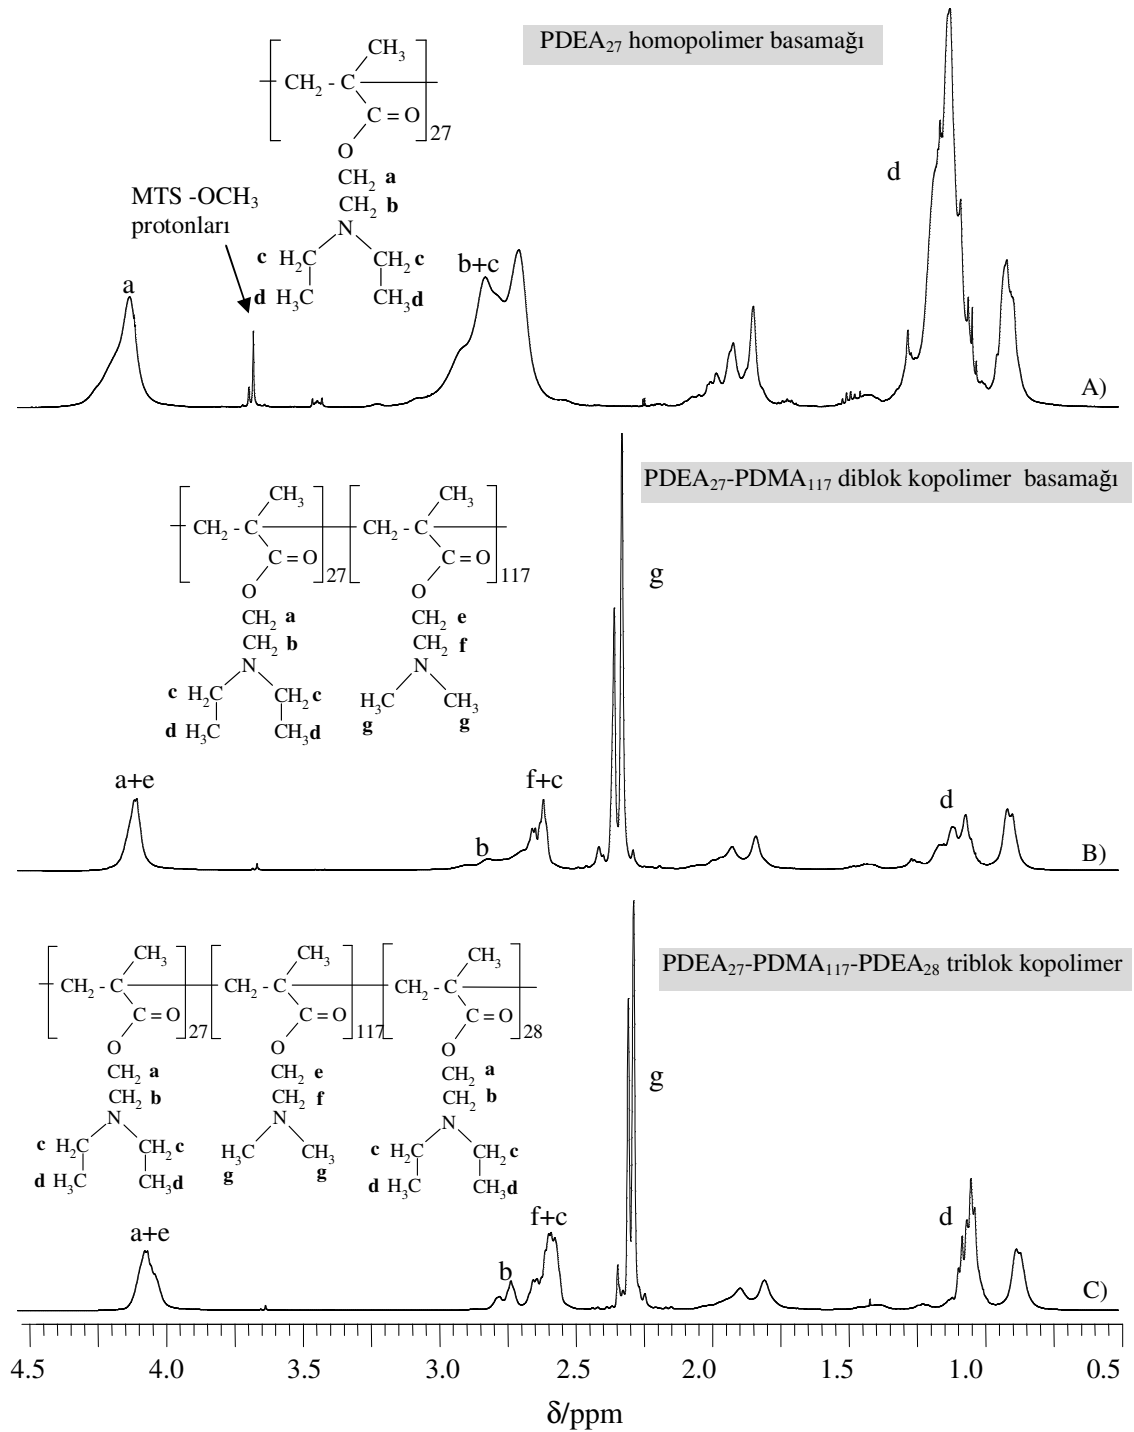 PDEA27 homopolimer basamağı
CH3
CH2 - C
C = O
27
O
CH2 a
CH2 b
N
c H2C CH2 c
d H3C CH3 d
MTS -OCH3
protonları
a
b+c
d
A)
PDEA27-PDMA117 diblok kopolimer basamağı
CH3 CH3
CH2 - C CH2 - C
C = O C = O
27 117
O O
CH2 a CH2 e
CH2 b CH2 f
N N
c H2C CH2 c H3C CH3
d H3C CH3 d g g
a+e
b
f+c
g
d
B)
PDEA27-PDMA117-PDEA28 triblok kopolimer
CH3 CH3 CH3
CH2 - C CH2 - C CH2 - C
C = O C = O C = O
27 117 28
O O O
CH2 a CH2 e CH2 a
CH2 b CH2 f CH2 b
N N N
c H2C CH2 c H3C CH3 c H2C CH2 c
d H3C CH3 d g g d H3C CH3 d
a+e
b
f+c
g
d
C)
4.5 4.0 3.5 3.0 2.5 2.0 1.5 1.0 0.5
δ/ppm